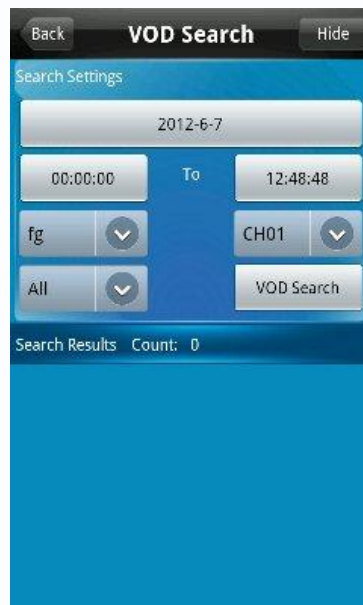 Back VOD Search Hide
Search Settings
2012-6-7
00:00:00 To 12:48:48
fg CH01
All VOD Search
Search Results Count: 0